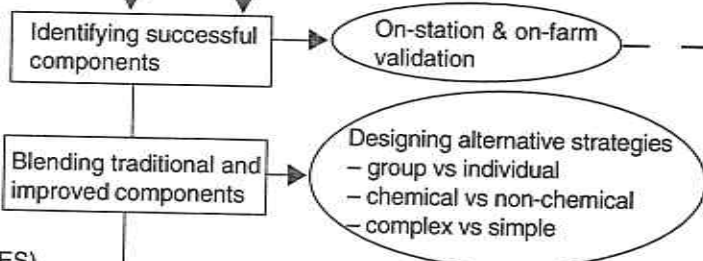 Identifying successful
components
On-station & on-farm
validation
Blending traditional and
improved components
Designing alternative strategies
– group vs individual
– chemical vs non-chemical
– complex vs simple
ES)